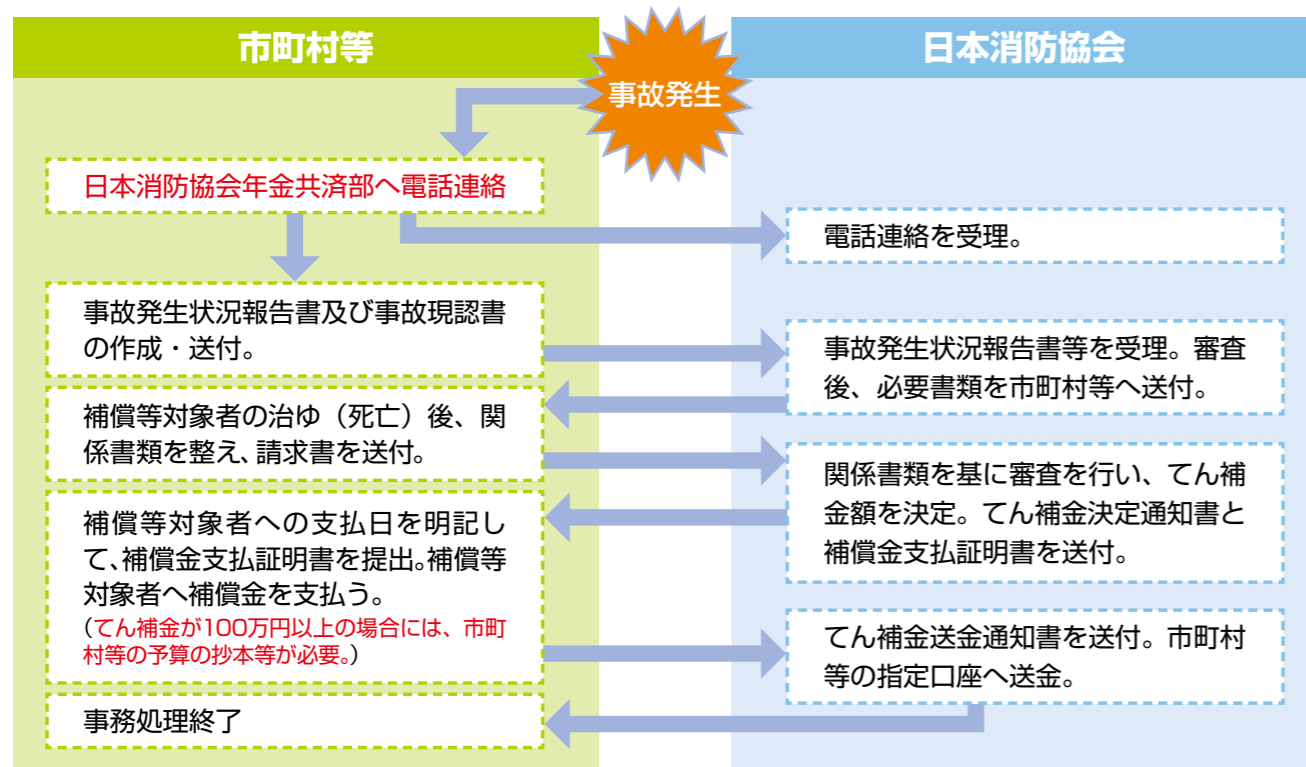 市町村等
事故発生
日本消防協会
日本消防協会年金共済部へ電話連絡
電話連絡を受理。
事故発生状況報告書及び事故現認書
の作成・送付。
事故発生状況報告書等を受理。審査
後、必要書類を市町村等へ送付。
補償等対象者の治ゆ（死亡）後、関
係書類を整え、請求書を送付。
関係書類を基に審査を行い、てん補
金額を決定。てん補金決定通知書と
補償金支払証明書を送付。
補償等対象者への支払日を明記し
て、補償金支払証明書を提出。補償等
対象者へ補償金を支払う。
（てん補金が100万円以上の場合には、市町
村等の予算の抄本等が必要。）
てん補金送金通知書を送付。市町村
等の指定口座へ送金。
事務処理終了